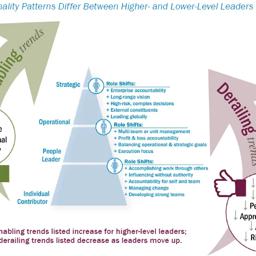 nality Patterns Differ Between Higher- and Lower-Level Leaders
abling trends
Derailing trends
Strategic
Role Shifts:
+ Enterprise accountability
+ Long-range vision
+ High-risk, complex decisions
+ External constituents
+ Leading globally
Operational
Role Shifts:
+ Multi-team or unit management
+ Profit & loss accountability
+ Balancing operational & strategic goals
+ Execution focus
People
Leader
Role Shifts:
+ Accomplishing work through others
+ Influencing without authority
+ Accountability for self and team
+ Managing change
+ Developing strong teams
Individual
Contributor
Pe
Appro
Ri
nabling trends listed increase for higher-level leaders;
derailing trends listed decrease as leaders move up.